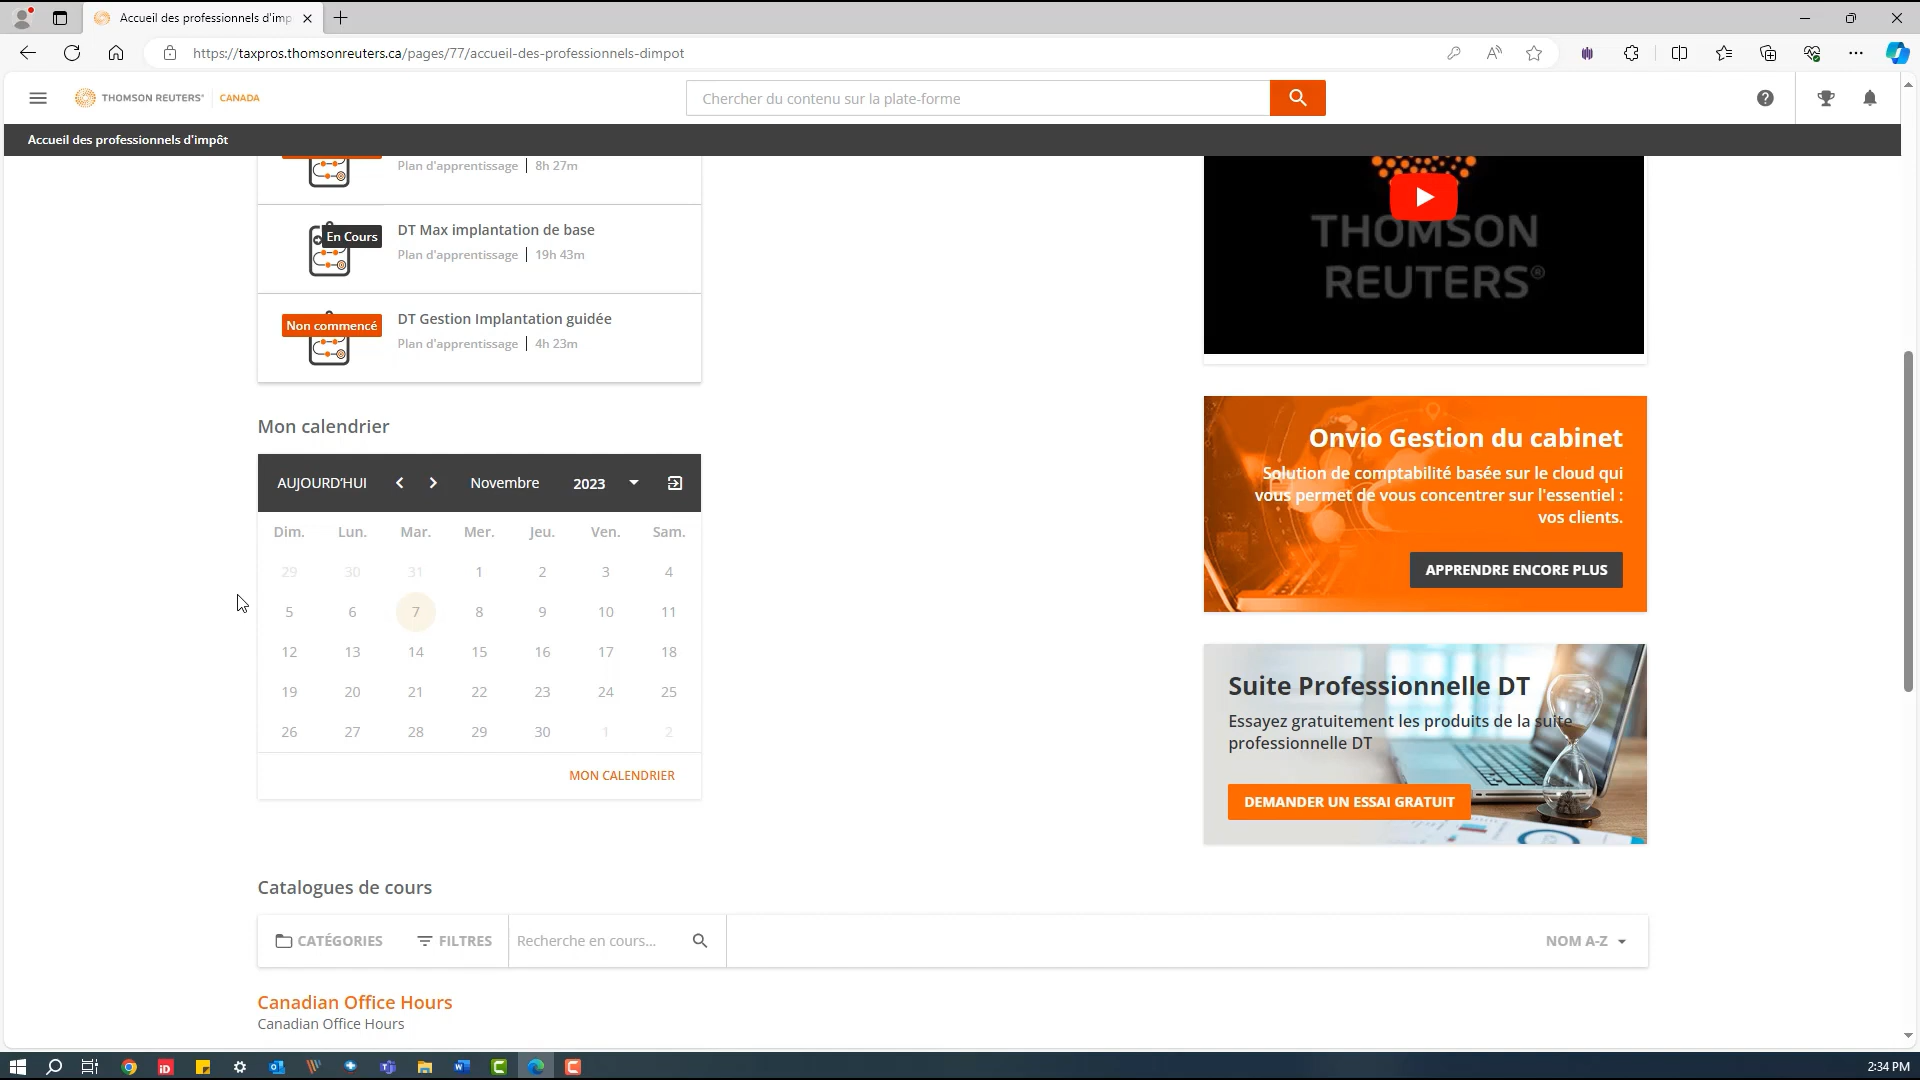 Accueil des professionnels d'imp
https://taxpros.thomsonreuters.ca/pages/77/accueil-des-professionnels-dimpot
THOMSON REUTERS® CANADA
Chercher du contenu sur la plate-forme
Accueil des professionnels d'impôt
Plan d'apprentissage 8h 27m
En Cours
DT Max implantation de base
Plan d'apprentissage 19h 43m
Non commencé
DT Gestion Implantation guidée
Plan d'apprentissage 4h 23m
THOMSON
REUTERS®
Mon calendrier
AUJOURD'HUI Novembre 2023
Dim. Lun. Mar. Mer. Jeu. Ven. Sam.
29 30 31 1 2 3 4
5 6 7 8 9 10 11
12 13 14 15 16 17 18
19 20 21 22 23 24 25
26 27 28 29 30 1 2
MON CALENDRIER
Onvio Gestion du cabinet
Solution de comptabilité basée sur le cloud qui
vous permet de vous concentrer sur l'essentiel :
vos clients.
APPRENDRE ENCORE PLUS
Suite Professionnelle DT
Essayez gratuitement les produits de la suite
professionnelle DT
DEMANDER UN ESSAI GRATUIT
Catalogues de cours
CATÉGORIES FILTRES Recherche en cours... NOM A-Z
Canadian Office Hours
Canadian Office Hours
2:34 PM